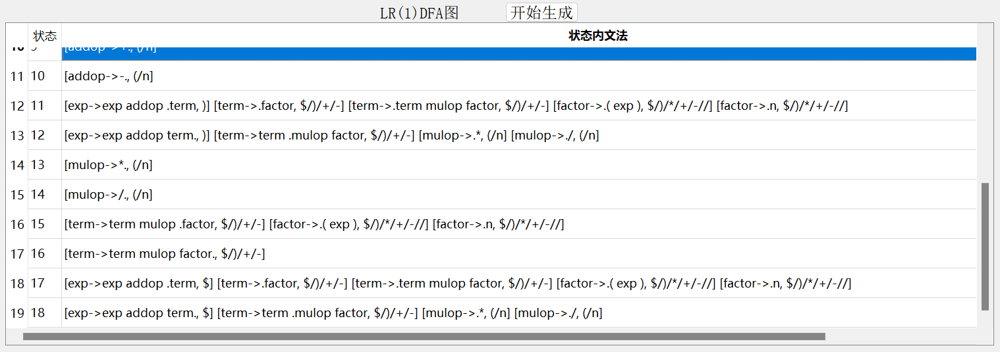 LR(1)DFA图 开始生成
状态 状态内文法
10 9 [addop->+., (/n]
11 10 [addop->-., (/n]
12 11 [exp->exp addop .term, )] [term->.factor, $/)/+/-] [term->.term mulop factor, $/)/+/-] [factor->.( exp ), $/)/*/+/-//] [factor->.n, $/)/*/+/-//]
13 12 [exp->exp addop term., )] [term->term .mulop factor, $/)/+/-] [mulop->.*, (/n] [mulop->./, (/n]
14 13 [mulop->*., (/n]
15 14 [mulop->/., (/n]
16 15 [term->term mulop .factor, $/)/+/-] [factor->.( exp ), $/)/*/+/-//] [factor->.n, $/)/*/+/-//]
17 16 [term->term mulop factor., $/)/+/-]
18 17 [exp->exp addop .term, $] [term->.factor, $/)/+/-] [term->.term mulop factor, $/)/+/-] [factor->.( exp ), $/)/*/+/-//] [factor->.n, $/)/*/+/-//]
19 18 [exp->exp addop term., $] [term->term .mulop factor, $/)/+/-] [mulop->.*, (/n] [mulop->./, (/n]